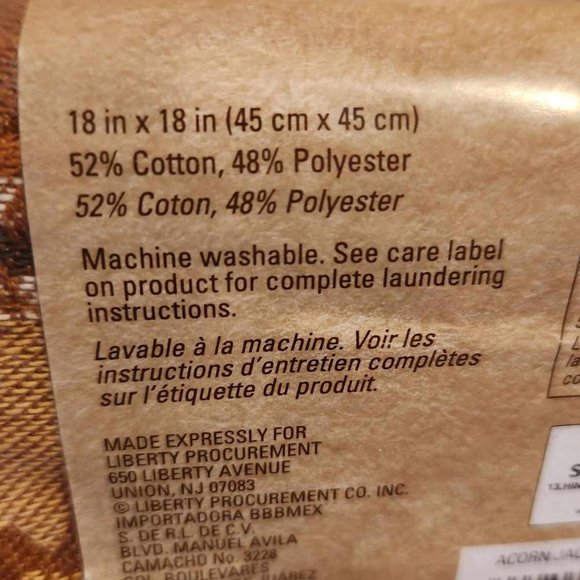 18 in x 18 in (45 cm x 45 cm)
52% Cotton, 48% Polyester
52% Coton, 48% Polyester
Machine washable. See care label
on product for complete laundering
instructions.
Lavable à la machine. Voir les
instructions d'entretien complètes
sur l'étiquette du produit.
MADE EXPRESSLY FOR
LIBERTY PROCUREMENT
650 LIBERTY AVENUE
UNION, NJ 07083
© LIBERTY PROCUREMENT CO. INC.
IMPORTADORA BBBMEX
S. DE R.L. DE C.V.
BLVD. MANUEL AVILA
CAMACHO No. 3228
COL. BOULEVARES